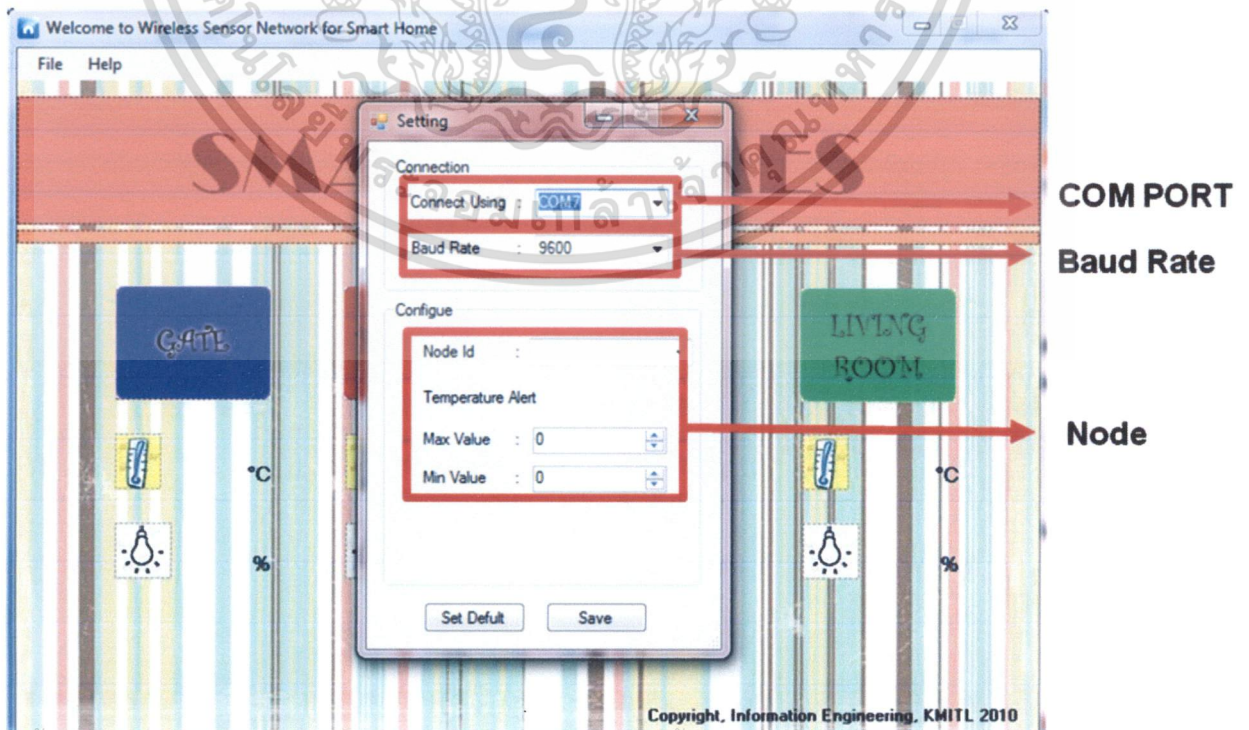 Welcome to Wireless Sensor Network for Smart Home
File Help
Setting
Connection
Connect Using : COM7
Baud Rate : 9600
COM PORT
Baud Rate
Configue
GATE
LIVING
ROOM
Node Id :
Temperature Alert
Max Value : 0
Min Value : 0
Node
°C
°C
%
%
Set Defult Save
Copyright, Information Engineering, KMITL 2010